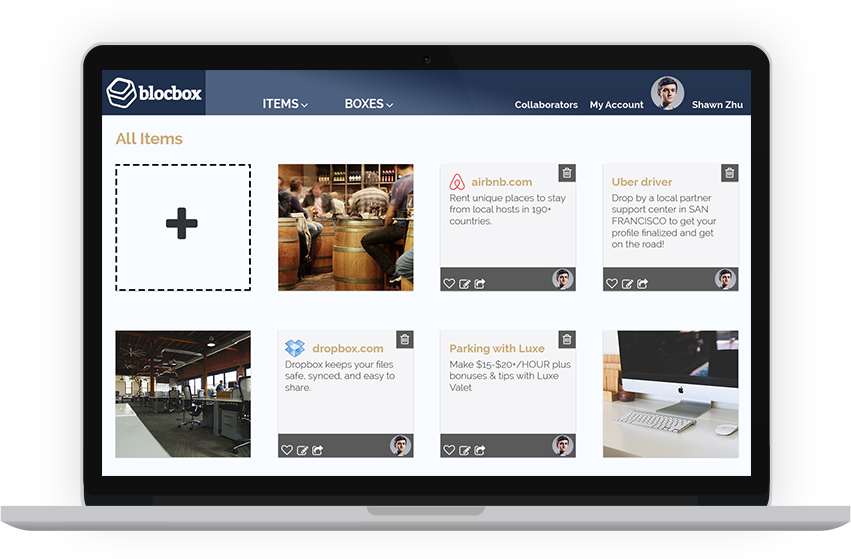 blocbox
ITEMS
BOXES
Collaborators
My Account
Shawn Zhu
All Items
airbnb.com
Rent unique places to stay
from local hosts in 190+
countries.
Uber driver
Drop by a local partner
support center in SAN
FRANCISCO to get your
profile finalized and get
on the road!
dropbox.com
Dropbox keeps your files
safe, synced, and easy to
share.
Parking with Luxe
Make $15-$20+/HOUR plus
bonuses & tips with Luxe
Valet